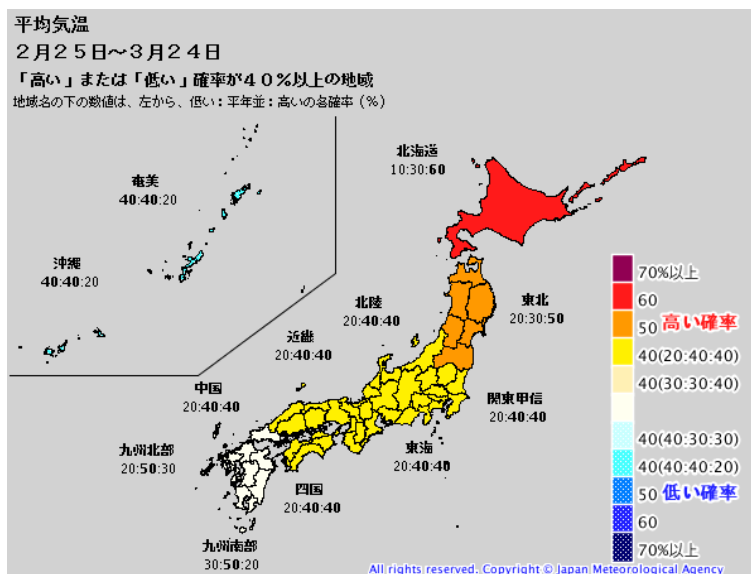 平均気温
2月25日～3月24日
「高い」または「低い」確率が40%以上の地域
地域名の下の数値は、左から、低い：平年並：高いの各確率（%）
北海道
10:30:60
奄美
40:40:20
沖縄
40:40:20
東北
20:30:50
北陸
20:40:40
近畿
20:40:40
中国
20:40:40
関東甲信
20:40:40
九州北部
20:50:30
東海
20:40:40
四国
20:40:40
九州南部
30:50:20
70%以上
60
50 高い確率
40(20:40:40)
40(30:30:40)
40(40:30:30)
40(40:40:20)
50 低い確率
60
70%以上
All rights reserved. Copyright © Japan Meteorological Agency